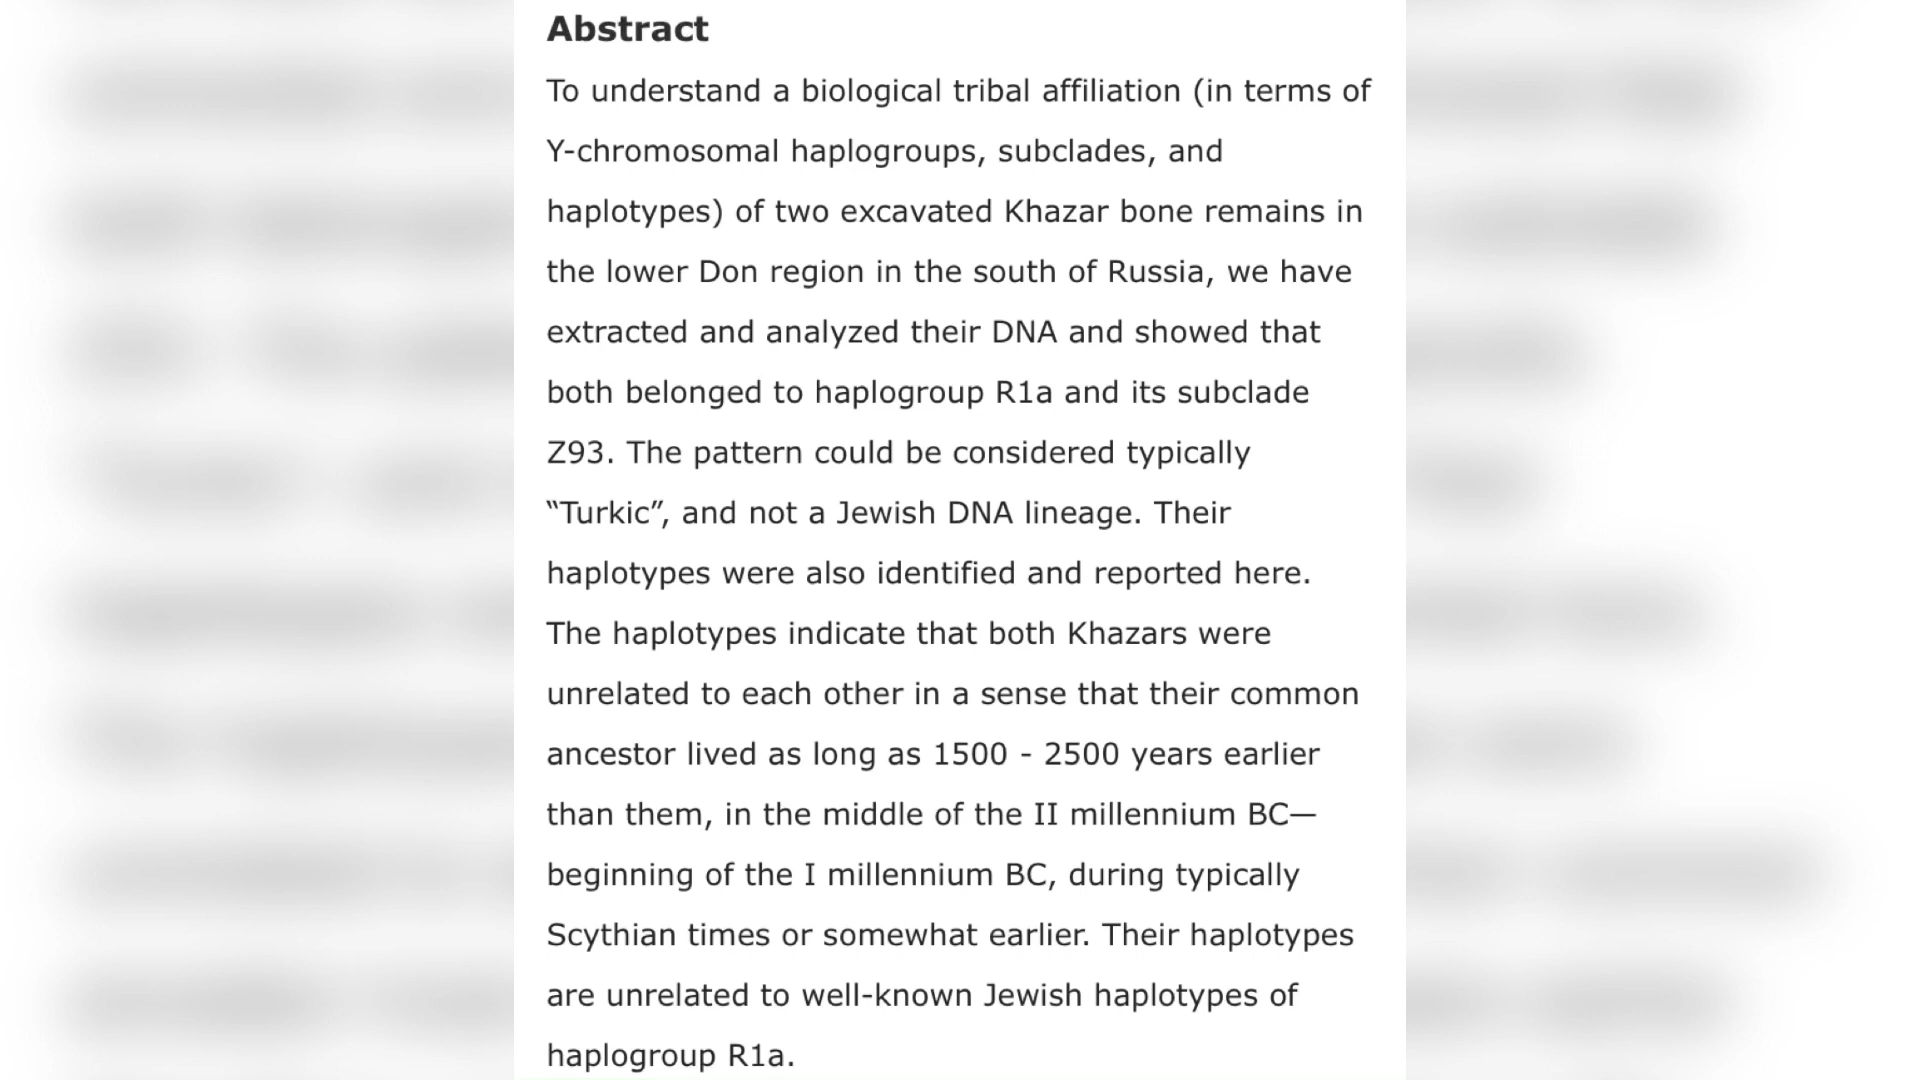 Abstract
To understand a biological tribal affiliation (in terms of
Y-chromosomal haplogroups, subclades, and
haplotypes) of two excavated Khazar bone remains in
the lower Don region in the south of Russia, we have
extracted and analyzed their DNA and showed that
both belonged to haplogroup R1a and its subclade
Z93. The pattern could be considered typically
“Turkic”, and not a Jewish DNA lineage. Their
haplotypes were also identified and reported here.
The haplotypes indicate that both Khazars were
unrelated to each other in a sense that their common
ancestor lived as long as 1500 - 2500 years earlier
than them, in the middle of the II millennium BC—
beginning of the I millennium BC, during typically
Scythian times or somewhat earlier. Their haplotypes
are unrelated to well-known Jewish haplotypes of
haplogroup R1a.